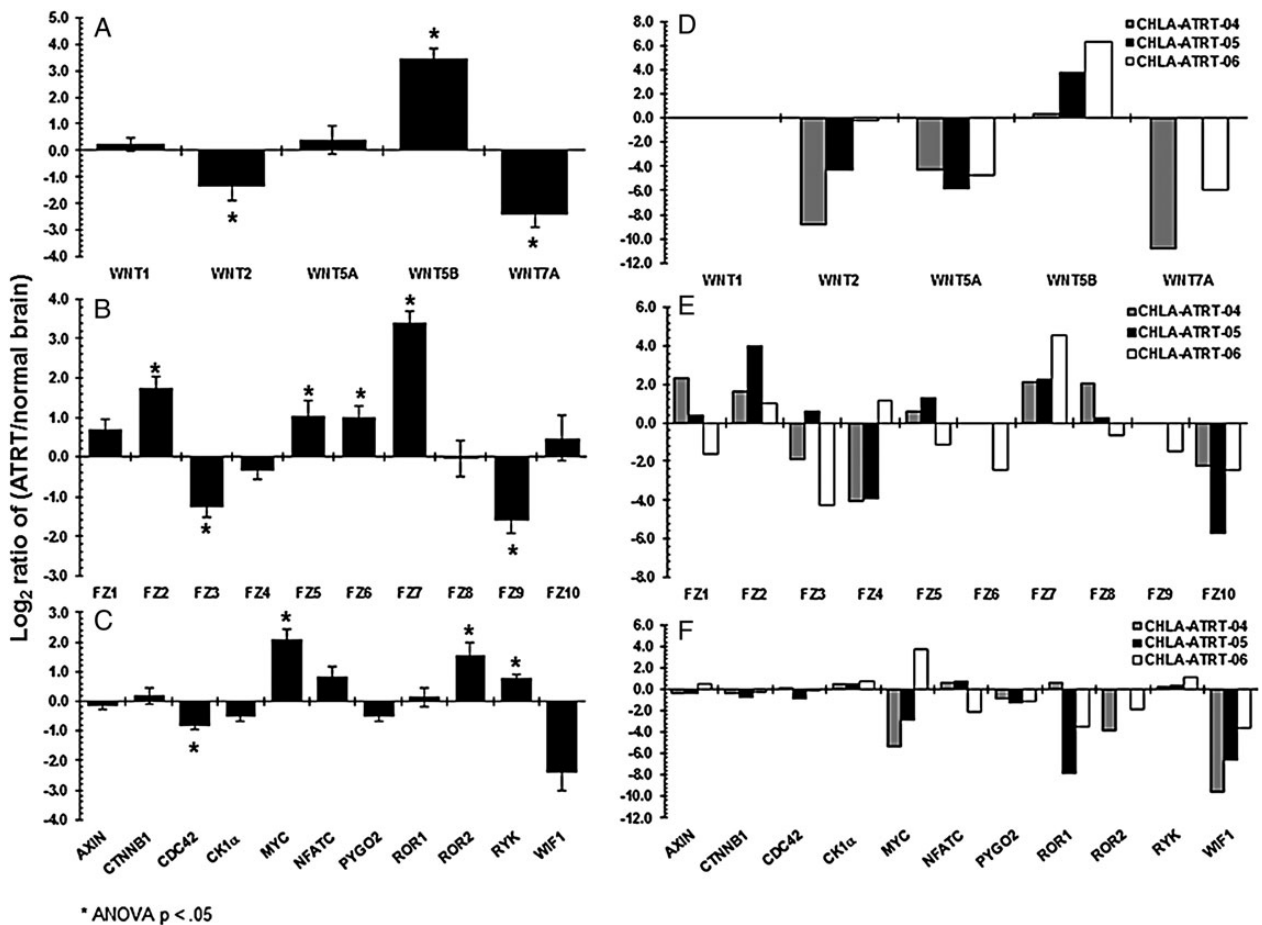 Log2 ratio of (ATRT/normal brain)
A
5.0
4.0
3.0
2.0
1.0
0.0
-1.0
-2.0
-3.0
-4.0
*
*
*
WNT1 WNT2 WNT5A WNT5B WNT7A
B
4.0
3.0
2.0
1.0
0.0
-1.0
-2.0
-3.0
*
*
*
*
*
*
FZ1 FZ2 FZ3 FZ4 FZ5 FZ6 FZ7 FZ8 FZ9 FZ10
C
3.0
2.0
1.0
0.0
-1.0
-2.0
-3.0
-4.0
*
*
*
*
AXIN CTNNB1 CDC42 CK1α MYC NFATC PYGO2 ROR1 ROR2 RYK WIF1
* ANOVA p < .05
D
8.0
6.0
4.0
2.0
0.0
-2.0
-4.0
-6.0
-8.0
-10.0
-12.0
CHLA-ATRT-04
CHLA-ATRT-05
CHLA-ATRT-06
WNT1 WNT2 WNT5A WNT5B WNT7A
E
6.0
4.0
2.0
0.0
-2.0
-4.0
-6.0
-8.0
CHLA-ATRT-04
CHLA-ATRT-05
CHLA-ATRT-06
FZ1 FZ2 FZ3 FZ4 FZ5 FZ6 FZ7 FZ8 FZ9 FZ10
F
6.0
4.0
2.0
0.0
-2.0
-4.0
-6.0
-8.0
-10.0
-12.0
CHLA-ATRT-04
CHLA-ATRT-05
CHLA-ATRT-06
AXIN CTNNB1 CDC42 CK1α MYC NFATC PYGO2 ROR1 ROR2 RYK WIF1